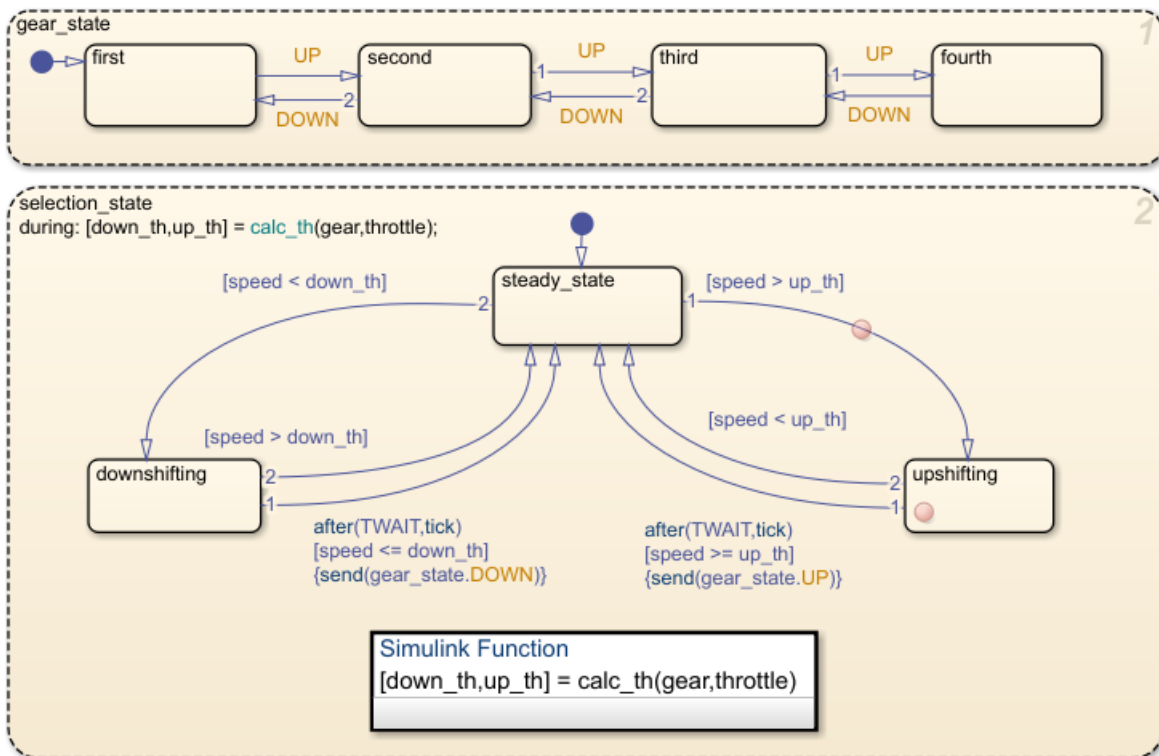 gear_state
1
first
UP
second
1
UP
third
1
UP
fourth
2
2
DOWN
DOWN
DOWN
selection_state
2
during: [down_th,up_th] = calc_th(gear,throttle);
[speed < down_th]
steady_state
[speed > up_th]
2
1
[speed > down_th]
[speed < up_th]
downshifting
2
1
2
1
upshifting
after(TWAIT,tick)
[speed <= down_th]
{send(gear_state.DOWN)}
after(TWAIT,tick)
[speed >= up_th]
{send(gear_state.UP)}
Simulink Function
[down_th,up_th] = calc_th(gear,throttle)